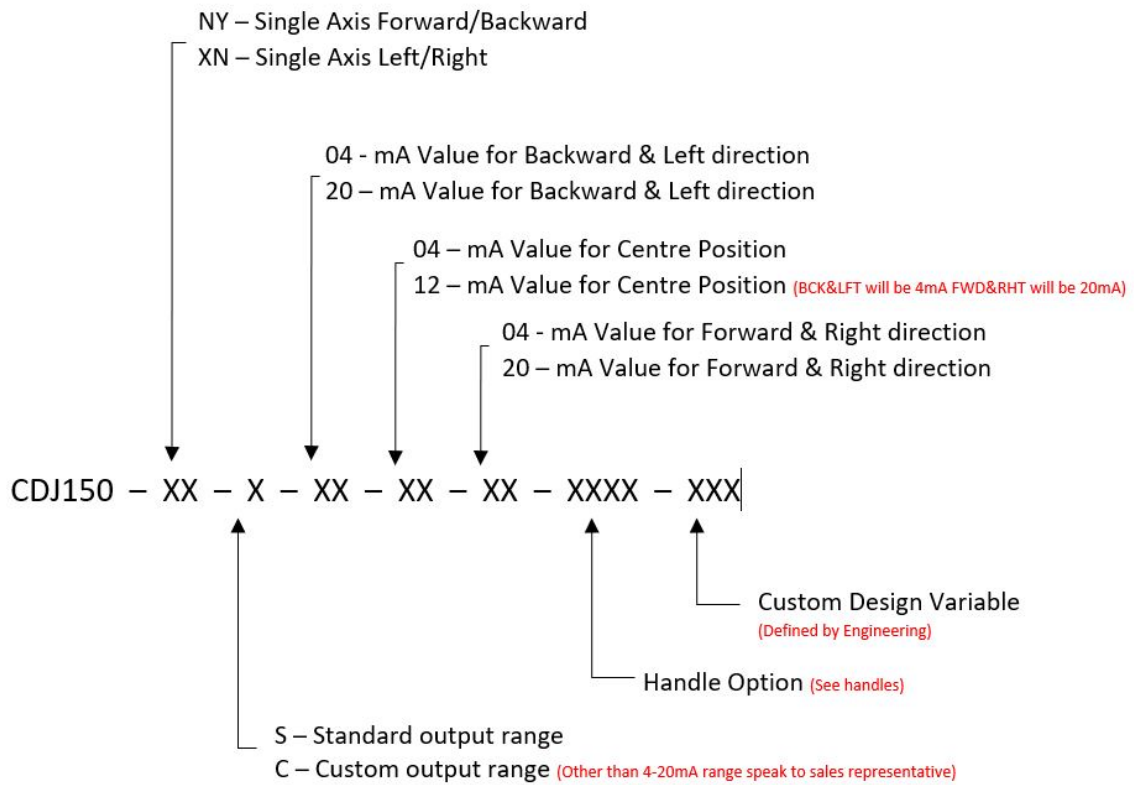 NY – Single Axis Forward/Backward
XN – Single Axis Left/Right
04 - mA Value for Backward & Left direction
20 – mA Value for Backward & Left direction
04 – mA Value for Centre Position
12 – mA Value for Centre Position (BCK&LFT will be 4mA FWD&RHT will be 20mA)
04 - mA Value for Forward & Right direction
20 – mA Value for Forward & Right direction
CDJ150 – XX – X – XX – XX – XX – XXXX – XXX
Custom Design Variable
(Defined by Engineering)
Handle Option (See handles)
S – Standard output range
C – Custom output range (Other than 4-20mA range speak to sales representative)